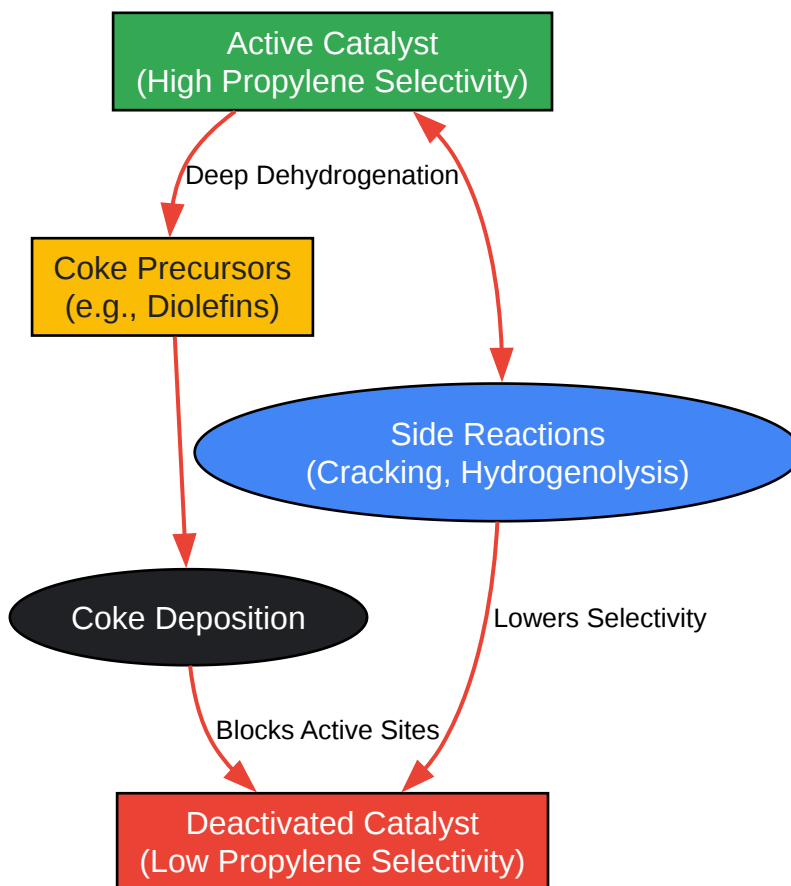 Active Catalyst
(High Propylene Selectivity)
Deep Dehydrogenation
Coke Precursors
(e.g., Diolefins)
Side Reactions
(Cracking, Hydrogenolysis)
Coke Deposition
Lowers Selectivity
Blocks Active Sites
Deactivated Catalyst
(Low Propylene Selectivity)